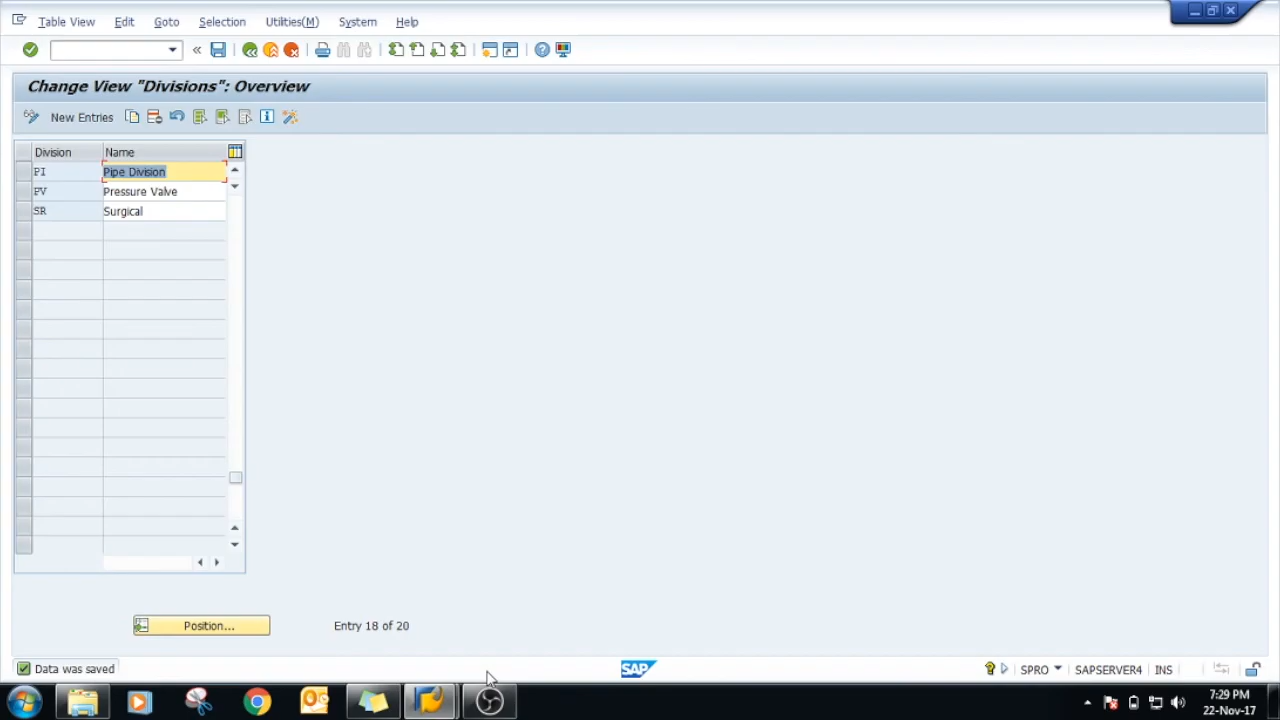 Table View Edit Goto Selection Utilities(M) System Help
Change View "Divisions": Overview
New Entries
Division Name
PI Pipe Division
PV Pressure Valve
SR Surgical
Position... Entry 18 of 20
Data was saved SAP SPRO SAPSERVER4 INS
7:29 PM
22-Nov-17